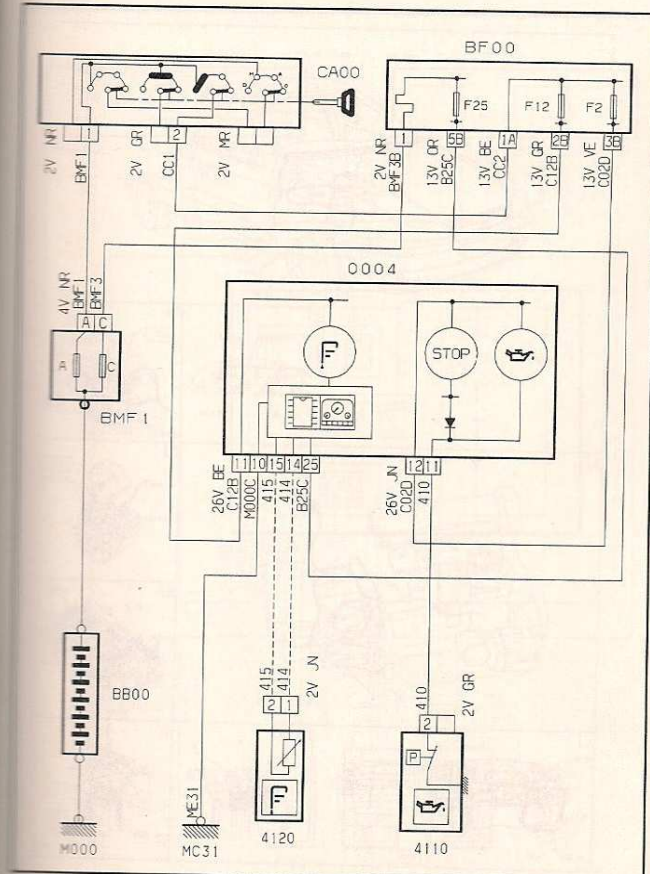 BF00
CA00
F25
F12
F2
1
2
1
5B
1A
2B
3B
2V NR
BMF1
2V GR
CC1
2V MR
2V NR
BMF3B
13V OR
B25C
13V BE
CC2
13V GR
C12B
13V VE
C02D
0004
4V NR
BMF1
BMF3
A
C
A
C
BMF1
STOP
11
10
15
14
25
12
11
26V BE
C12B
M000C
415
414
B25C
26V JN
C02D
410
415
414
2V JN
410
2V GR
2
1
2
P
BB00
ME31
M000
MC31
4120
4110